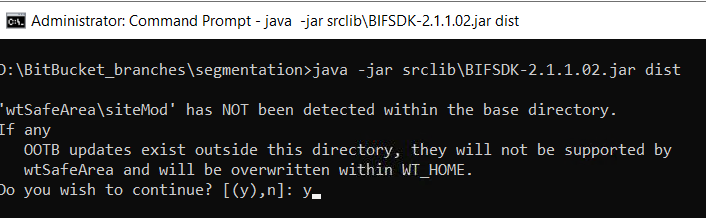 Administrator: Command Prompt - java  -jar srclib\BIFSDK-2.1.1.02.jar dist
D:\BitBucket_branches\segmentation>java -jar srclib\BIFSDK-2.1.1.02.jar dist
'wtSafeArea\siteMod' has NOT been detected within the base directory.
If any
   OOTB updates exist outside this directory, they will not be supported by
   wtSafeArea and will be overwritten within WT_HOME.
Do you wish to continue? [(y),n]: y